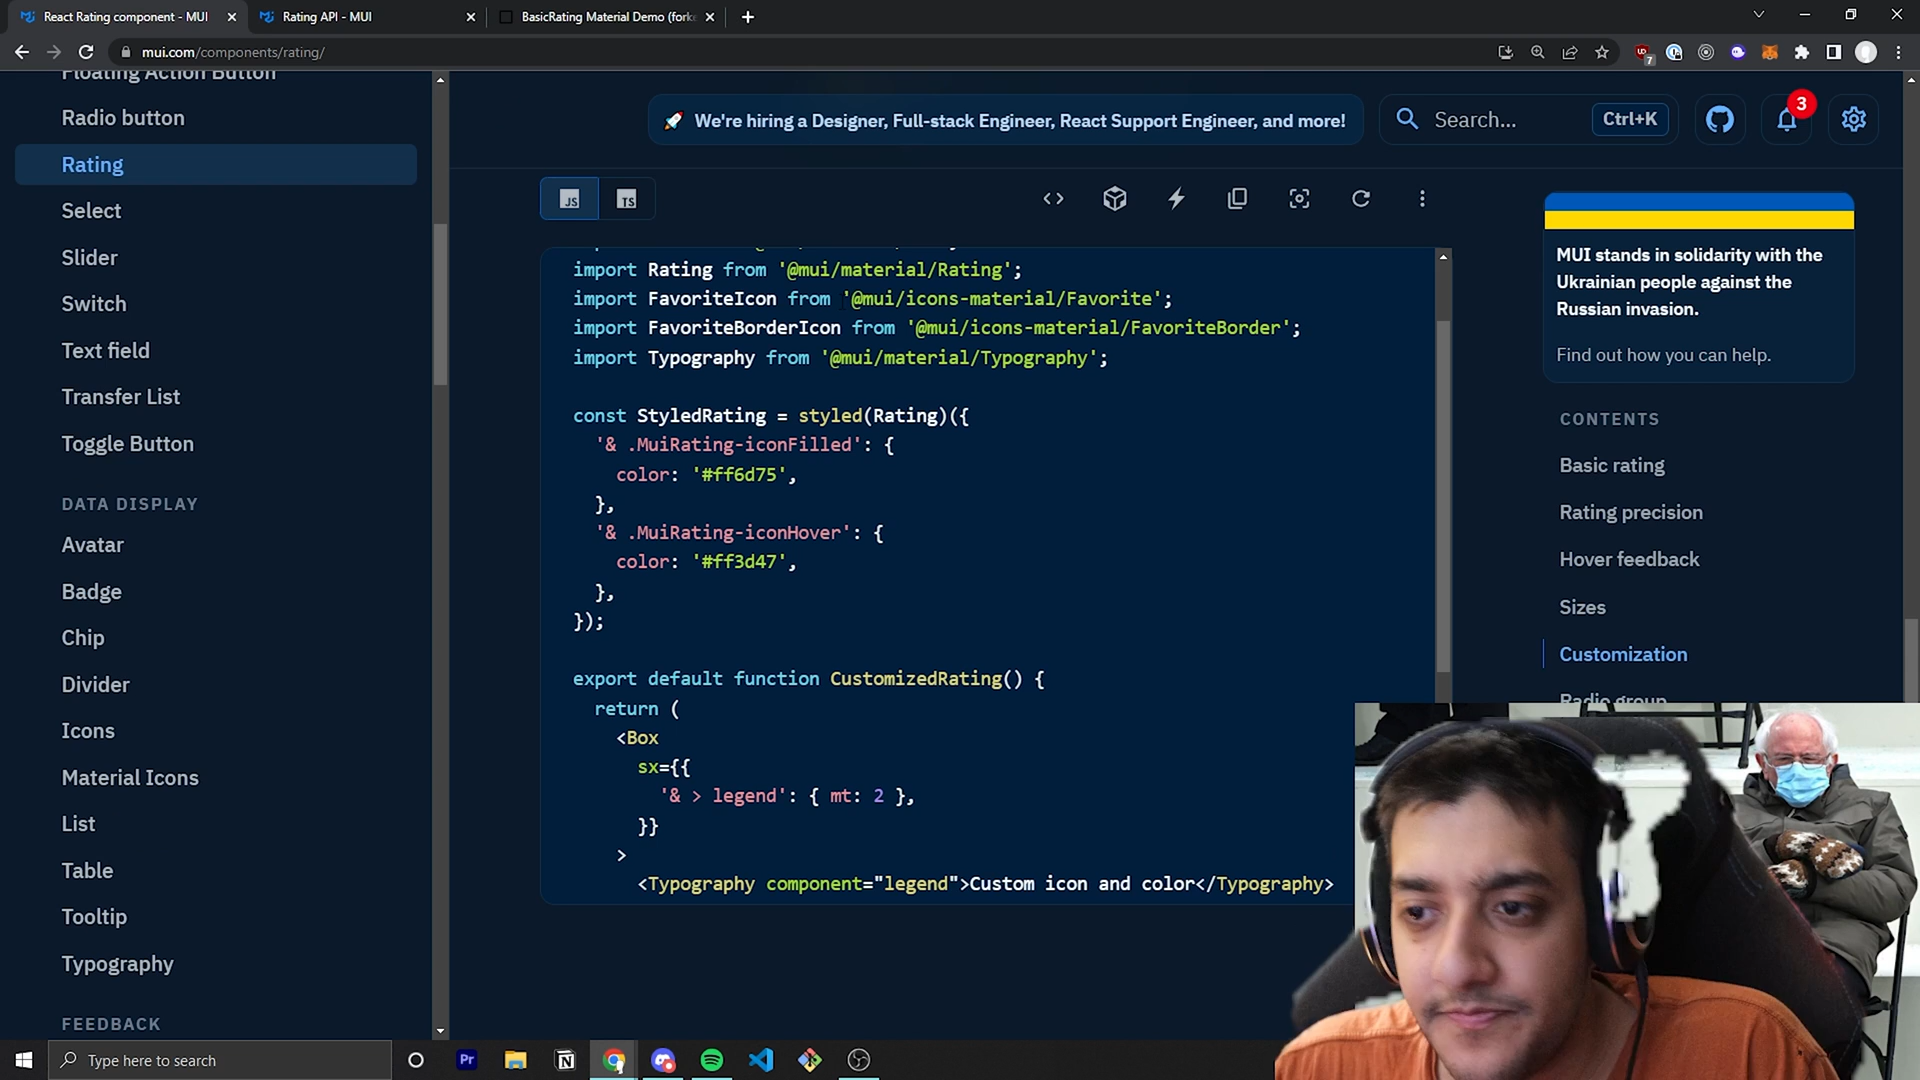 React Rating component - MUI
Rating API - MUI
BasicRating Material Demo (fork
mui.com/components/rating/
7
Floating Action Button
Radio button
Rating
Select
Slider
Switch
Text field
Transfer List
Toggle Button
DATA DISPLAY
Avatar
Badge
Chip
Divider
Icons
Material Icons
List
Table
Tooltip
Typography
FEEDBACK
We're hiring a Designer, Full-stack Engineer, React Support Engineer, and more!
Search...
Ctrl+K
3
JS
TS
import Rating from '@mui/material/Rating';
import FavoriteIcon from '@mui/icons-material/Favorite';
import FavoriteBorderIcon from '@mui/icons-material/FavoriteBorder';
import Typography from '@mui/material/Typography';
const StyledRating = styled(Rating)({
'& .MuiRating-iconFilled': {
color: '#ff6d75',
},
'& .MuiRating-iconHover': {
color: '#ff3d47',
},
});
export default function CustomizedRating() {
return (
<Box
sx={{
'& > legend': { mt: 2 },
}}
>
<Typography component="legend">Custom icon and color</Typography>
MUI stands in solidarity with the
Ukrainian people against the
Russian invasion.
Find out how you can help.
CONTENTS
Basic rating
Rating precision
Hover feedback
Sizes
Customization
Radio group
Type here to search
Pr